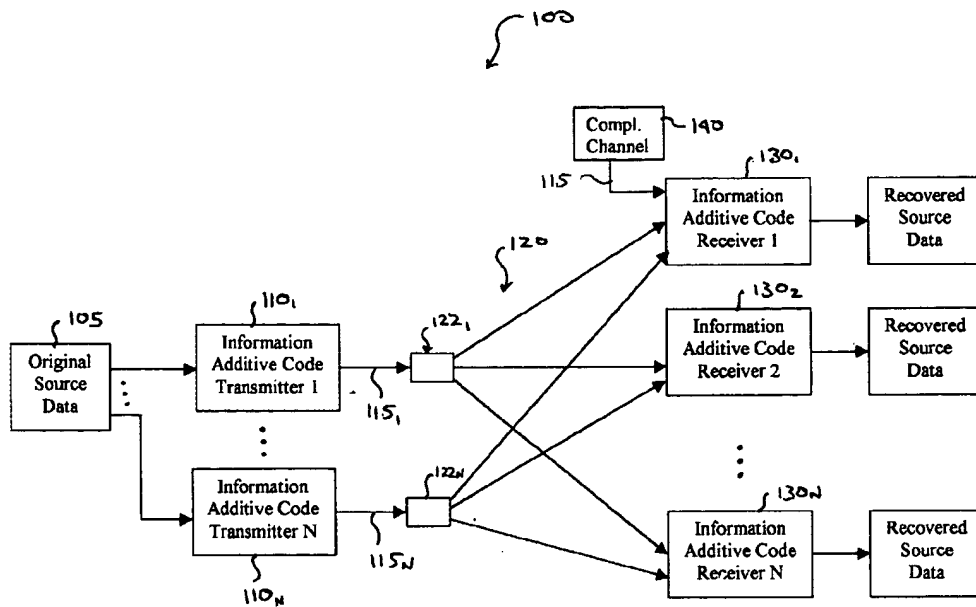 100
Compl.
Channel
140
115
130₁
Information
Additive Code
Receiver 1
Recovered
Source
Data
120
105
Original
Source
Data
110₁
Information
Additive Code
Transmitter 1
115₁
122₁
130₂
Information
Additive Code
Receiver 2
Recovered
Source
Data
Information
Additive Code
Transmitter N
110N
115N
122N
130N
Information
Additive Code
Receiver N
Recovered
Source
Data